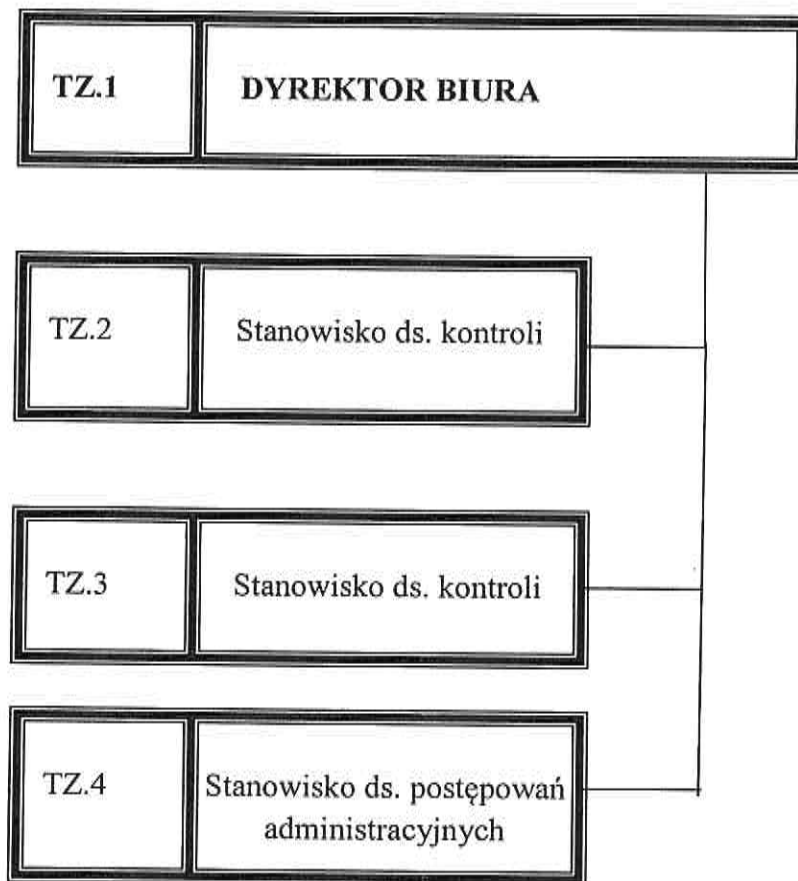 TZ.1 DYREKTOR BIURA
TZ.2 Stanowisko ds. kontroli
TZ.3 Stanowisko ds. kontroli
TZ.4 Stanowisko ds. postępowań
administracyjnych